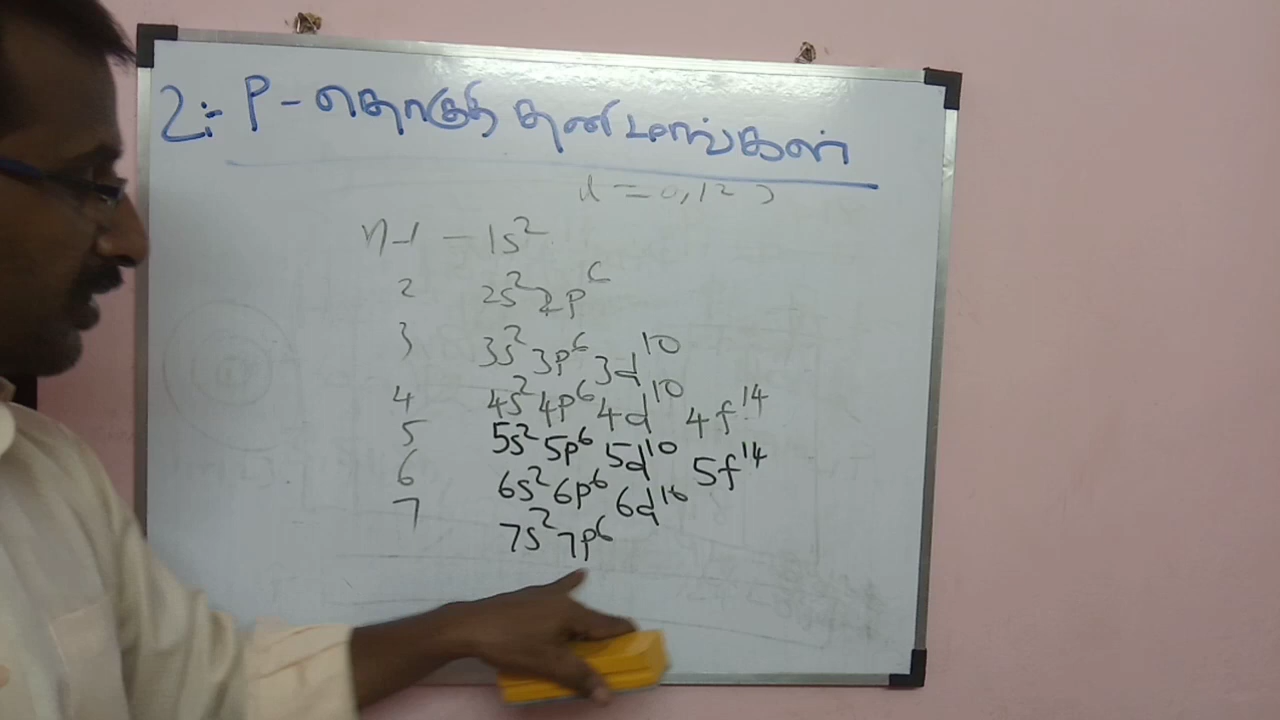 2:- P - தொகுதி தனிமங்கள்
l = 0,1 2 3
n-1 - 1s²
2 2s² 2p⁶
3 3s² 3p⁶ 3d¹⁰
4 4s² 4p⁶ 4d¹⁰ 4f¹⁴
5 5s² 5p⁶ 5d¹⁰ 5f¹⁴
6 6s² 6p⁶ 6d¹⁰
7 7s² 7p⁶